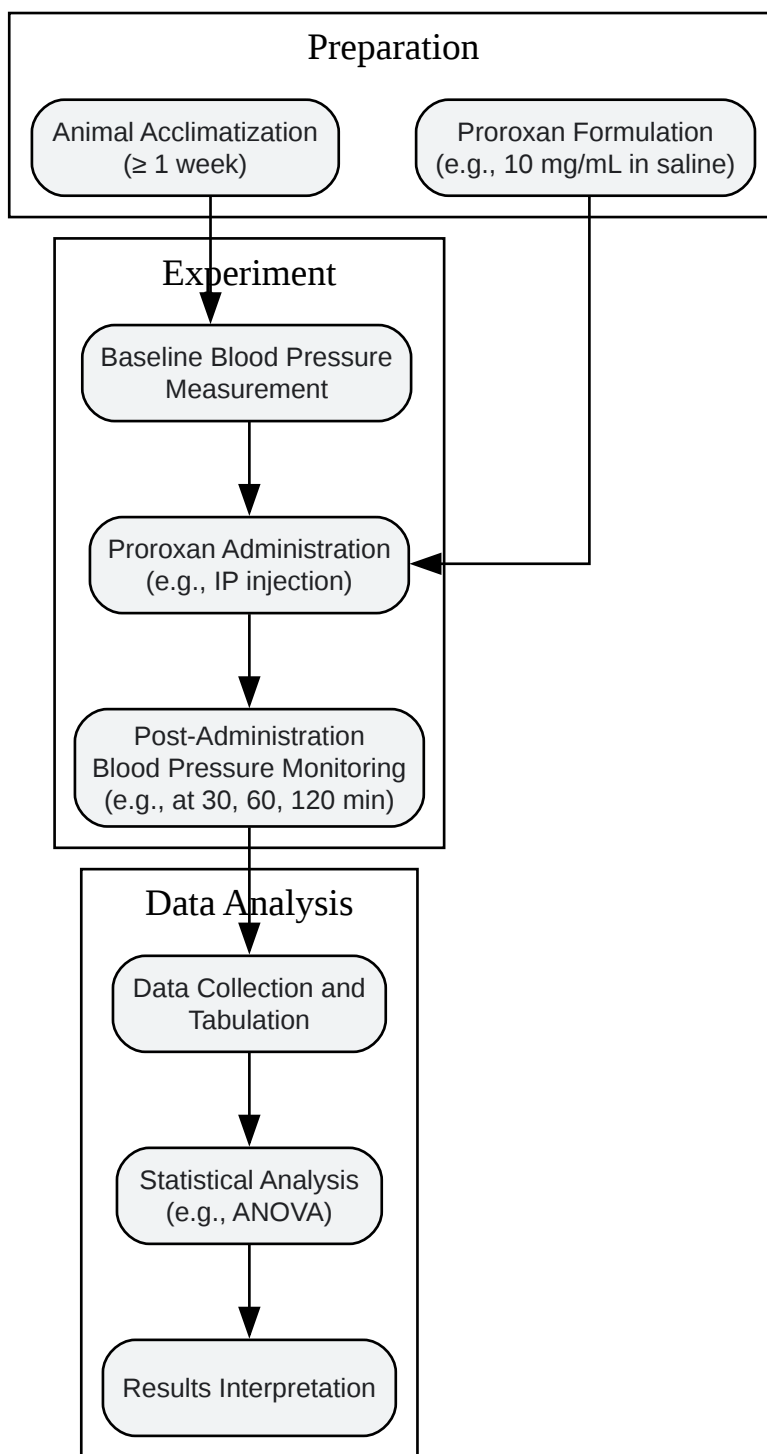 Preparation
Animal Acclimatization
(≥ 1 week)
Proroxan Formulation
(e.g., 10 mg/mL in saline)
Experiment
Baseline Blood Pressure
Measurement
Proroxan Administration
(e.g., IP injection)
Post-Administration
Blood Pressure Monitoring
(e.g., at 30, 60, 120 min)
Data Analysis
Data Collection and
Tabulation
Statistical Analysis
(e.g., ANOVA)
Results Interpretation